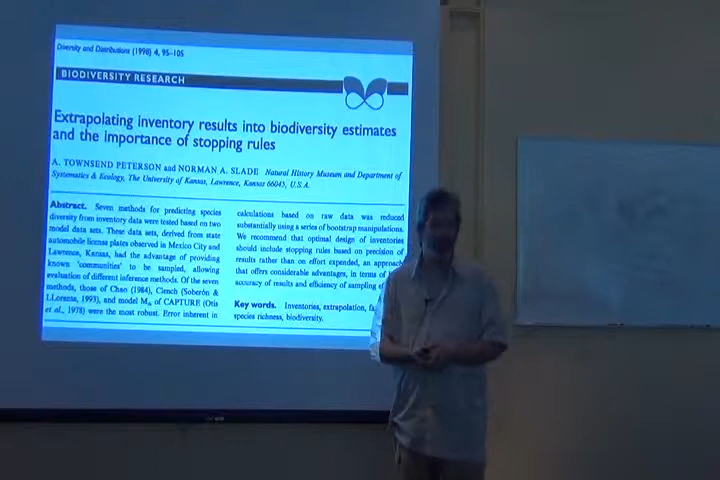 Diversity and Distributions (1998) 4, 95–105
BIODIVERSITY RESEARCH
Extrapolating inventory results into biodiversity estimates
and the importance of stopping rules
A. TOWNSEND PETERSON and NORMAN A. SLADE Natural History Museum and Department of
Systematics & Ecology, The University of Kansas, Lawrence, Kansas 66045, U.S.A.
Abstract. Seven methods for predicting species
diversity from inventory data were tested based on two
model data sets. These data sets, derived from state
automobile license plates observed in Mexico City and
Lawrence, Kansas, had the advantage of providing
known 'communities' to be sampled, allowing
evaluation of different inference methods. Of the seven
methods, those of Chao (1984), Clench (Soberón &
Llorente, 1993), and model Mh of CAPTURE (Otis
et al., 1978) were the most robust. Error inherent in
calculations based on raw data was reduced
substantially using a series of bootstrap manipulations.
We recommend that optimal design of inventories
should include stopping rules based on precision of
results rather than on effort expended, an approach
that offers considerable advantages, in terms of
accuracy of results and efficiency of sampling
Key words. Inventories, extrapolation,
species richness, biodiversity.